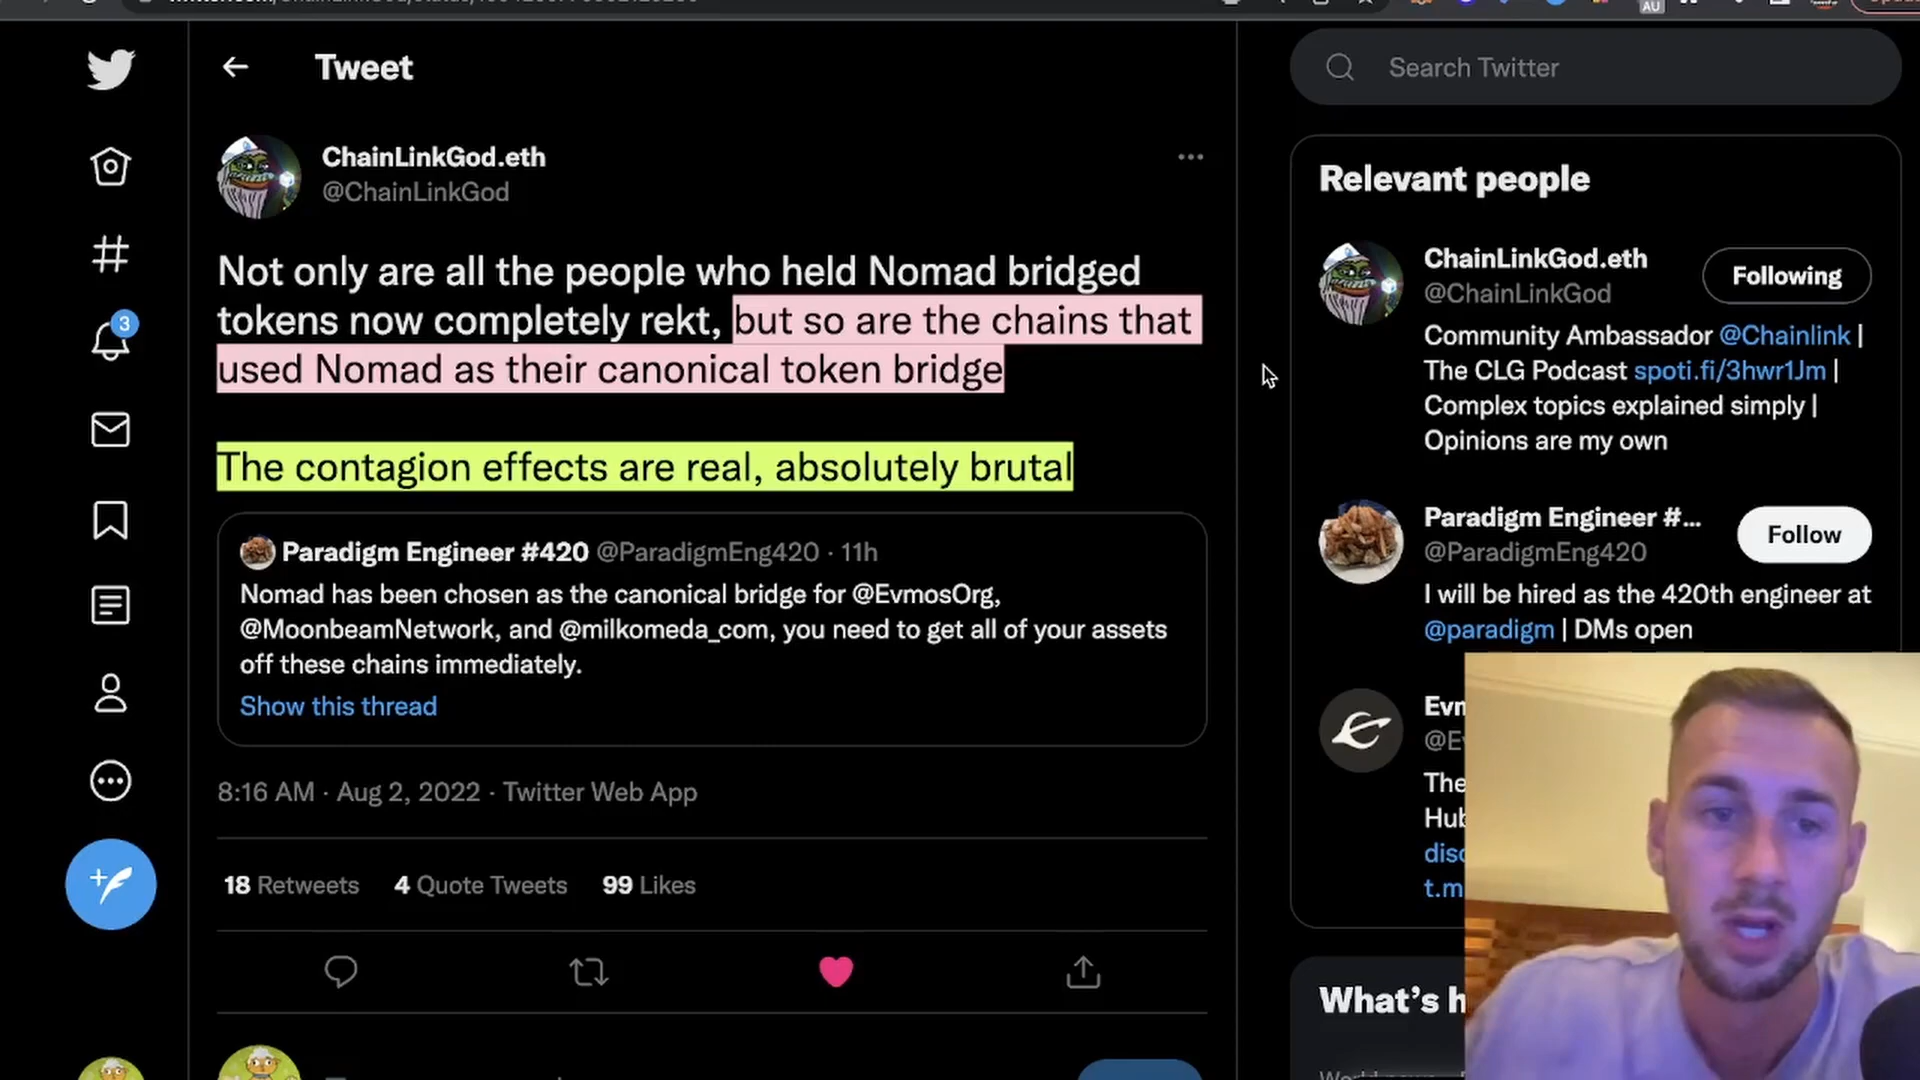 AU
Tweet
Search Twitter
ChainLinkGod.eth
@ChainLinkGod
Not only are all the people who held Nomad bridged
tokens now completely rekt, but so are the chains that
used Nomad as their canonical token bridge
The contagion effects are real, absolutely brutal
Paradigm Engineer #420 @ParadigmEng420 · 11h
Nomad has been chosen as the canonical bridge for @EvmosOrg,
@MoonbeamNetwork, and @milkomeda_com, you need to get all of your assets
off these chains immediately.
Show this thread
8:16 AM · Aug 2, 2022 · Twitter Web App
18 Retweets 4 Quote Tweets 99 Likes
3
Relevant people
ChainLinkGod.eth
@ChainLinkGod
Following
Community Ambassador @Chainlink |
The CLG Podcast spoti.fi/3hwr1Jm |
Complex topics explained simply |
Opinions are my own
Paradigm Engineer #...
@ParadigmEng420
Follow
I will be hired as the 420th engineer at
@paradigm | DMs open
Evm
@Ev
The
Hub
disc
t.m
What's h